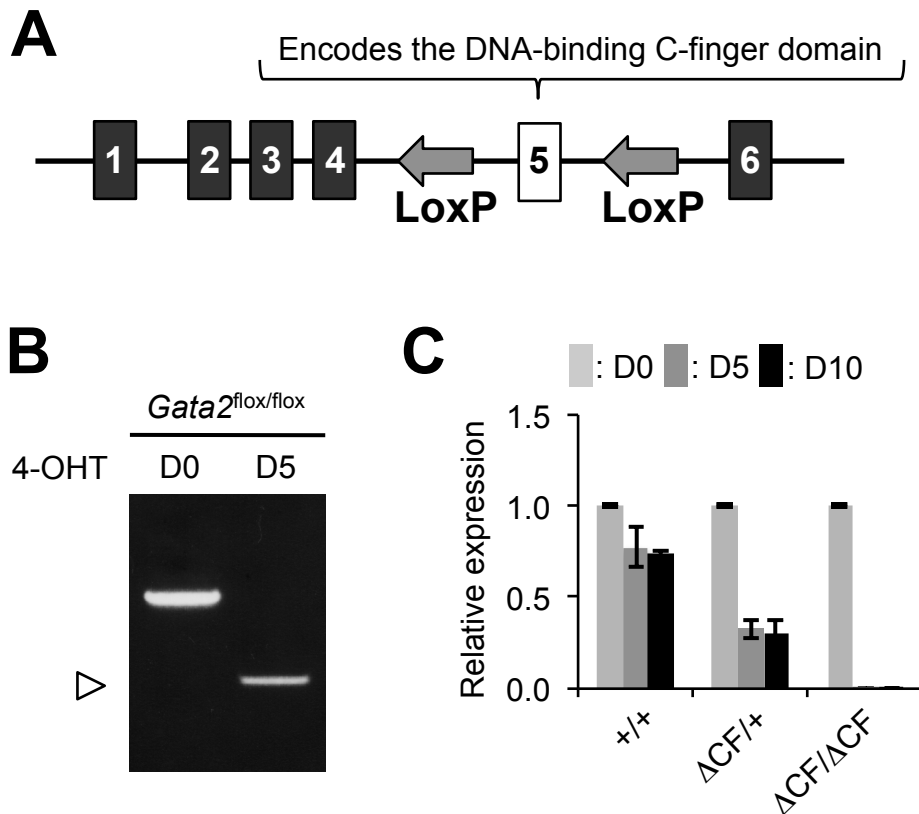 A
Encodes the DNA-binding C-finger domain
1 2 3 4 5 6
LoxP LoxP
B
Gata2flox/flox
4-OHT D0 D5
C
: D0 : D5 : D10
Relative expression
1.5
1.0
0.5
0.0
+/+
ΔCF/+
ΔCF/ΔCF